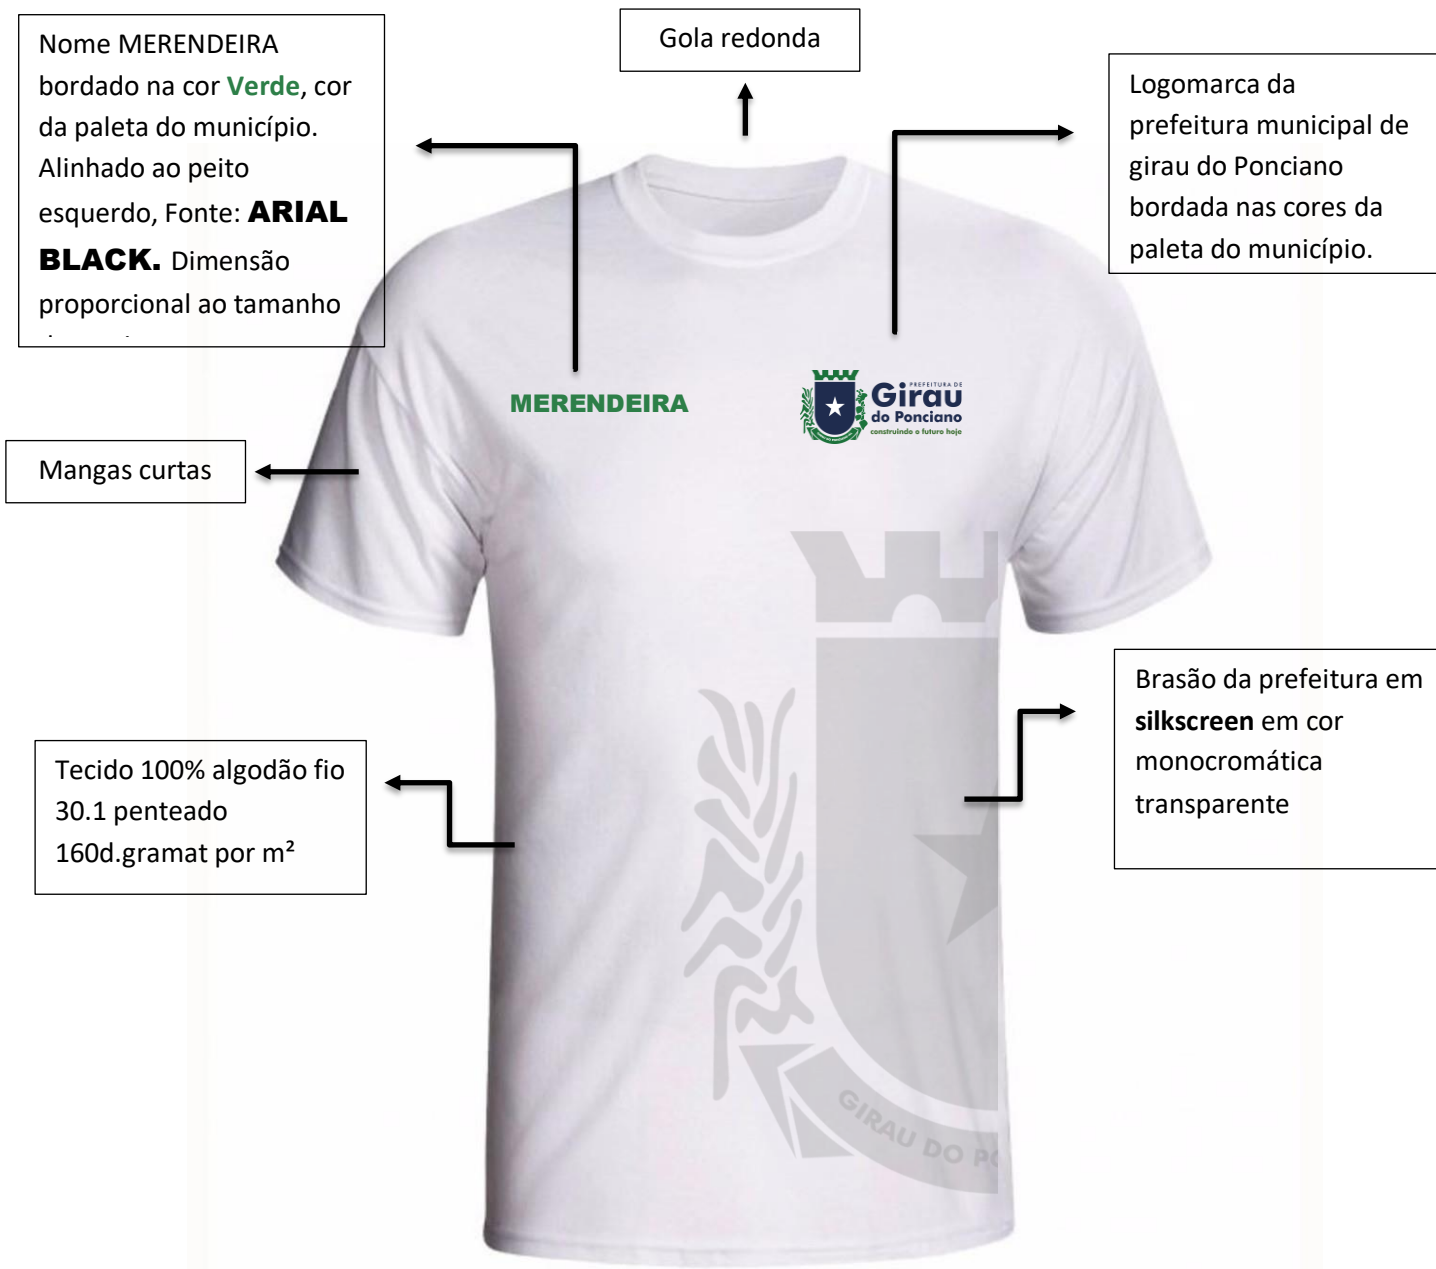 Nome MERENDEIRA
bordado na cor Verde, cor
da paleta do município.
Alinhado ao peito
esquerdo, Fonte: ARIAL
BLACK. Dimensão
proporcional ao tamanho
Gola redonda
Logomarca da
prefeitura municipal de
girau do Ponciano
bordada nas cores da
paleta do município.
MERENDEIRA
PREFEITURA DE
Girau
do Ponciano
construindo o futuro hoje
Mangas curtas
Brasão da prefeitura em
silkscreen em cor
monocromática
transparente
Tecido 100% algodão fio
30.1 penteado
160d.gramat por m²
GIRAU DO PO